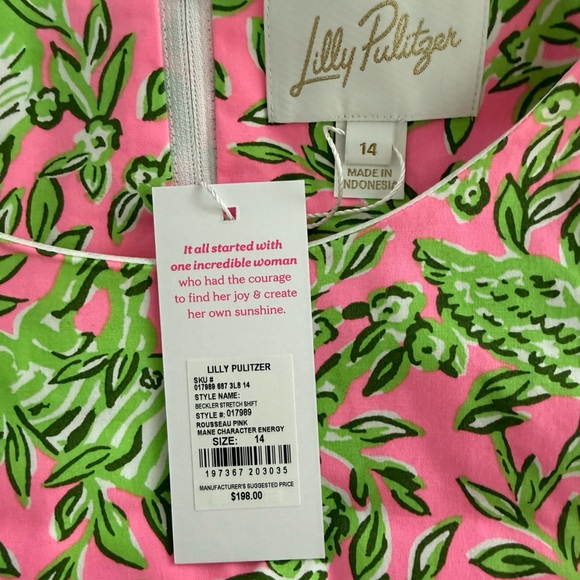 Lilly Pulitzer
14
MADE IN
INDONESIA
It all started with
one incredible woman
who had the courage
to find her joy & create
her own sunshine.
LILLY PULITZER
SKU #
017989 687 3L8 14
STYLE NAME:
BECKLER STRETCH SHIFT
STYLE #: 017989
ROUSSEAU PINK
MANE CHARACTER ENERGY
SIZE: 14
197367 203035
MANUFACTURER'S SUGGESTED PRICE
$198.00